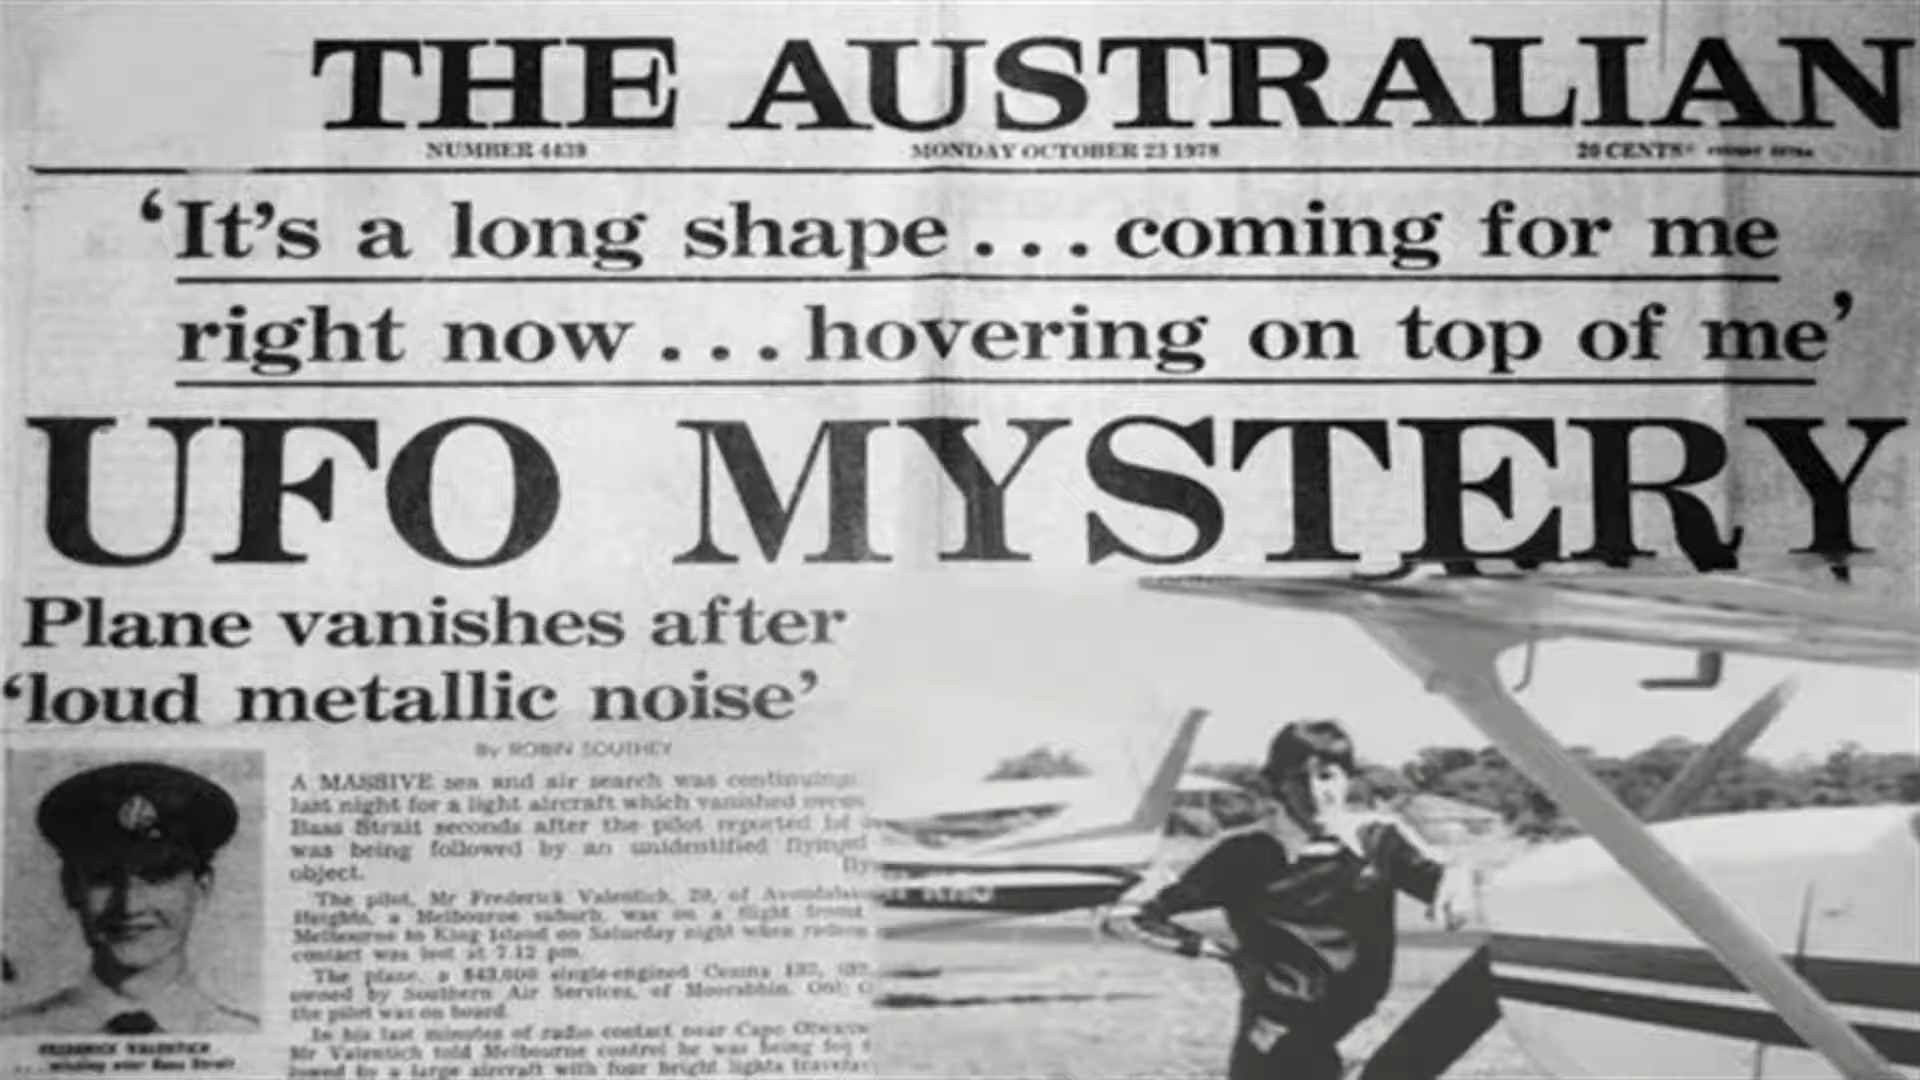 THE AUSTRALIAN
NUMBER 4439
MONDAY OCTOBER 23 1978
20 CENTS*
‘It’s a long shape . . . coming for me
right now . . . hovering on top of me’
UFO MYSTERY
Plane vanishes after
‘loud metallic noise’
By ROBIN SOUTHEY
A MASSIVE sea and air search was continuing
last night for a light aircraft which vanished
Bass Strait seconds after the pilot reported
was being followed by an unidentified
object.
The pilot, Mr Frederick Valentich, 20, of Avondale
Heights, a Melbourne suburb, was on a flight from
Melbourne to King Island on Saturday night when radio
contact was lost at 7.12 pm.
The plane, a $43,000 single-engined Cessna 182,
owned by Southern Air Services, of Moorabbin.
the pilot was on board.
In his last minutes of radio contact near Cape Otway
Mr Valentich told Melbourne control he was being
lowed by a large aircraft with four bright lights
FREDERICK VALENTICH
. . . missing over Bass Strait